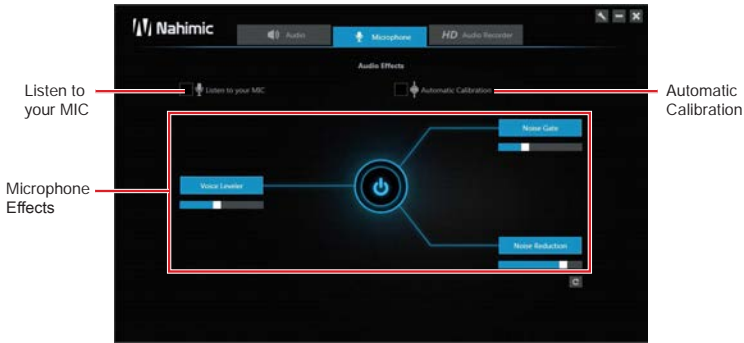 Nahimic
Audio
Microphone
HD Audio Recorder
Audio Effects
Listen to
your MIC
Listen to your MIC
Automatic Calibration
Automatic
Calibration
Noise Gate
Microphone
Effects
Voice Leveler
Noise Reduction